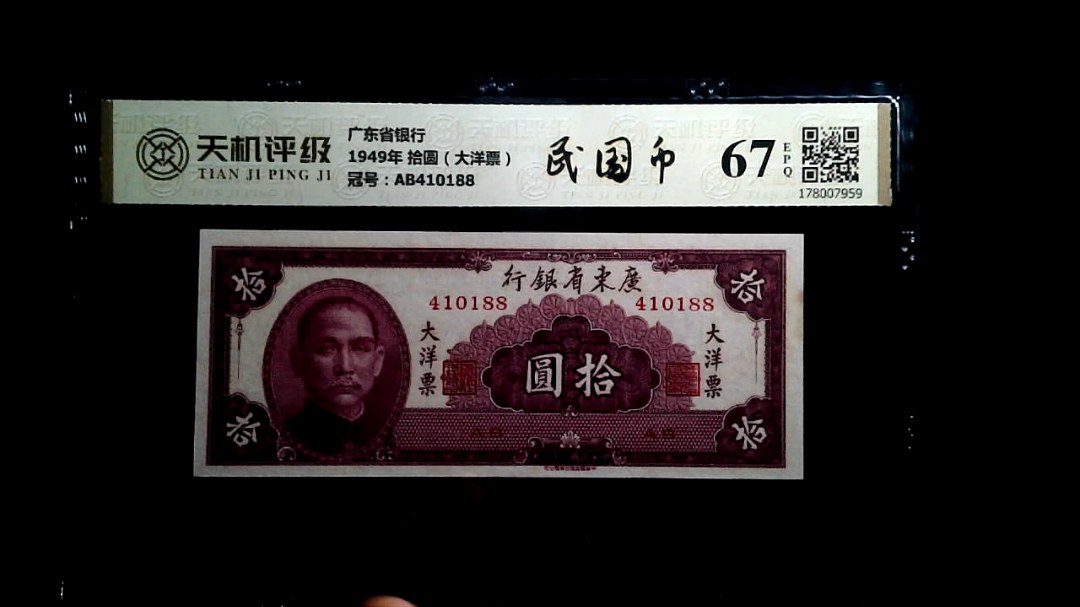 天机评级
TIAN JI PING JI
广东省银行
1949年 拾圆（大洋票）
冠号：AB410188
民国币
67
EPQ
178007959
行銀省東廣
410188 410188
拾 拾
大洋票
圓拾
大洋票
AB AB
拾 拾